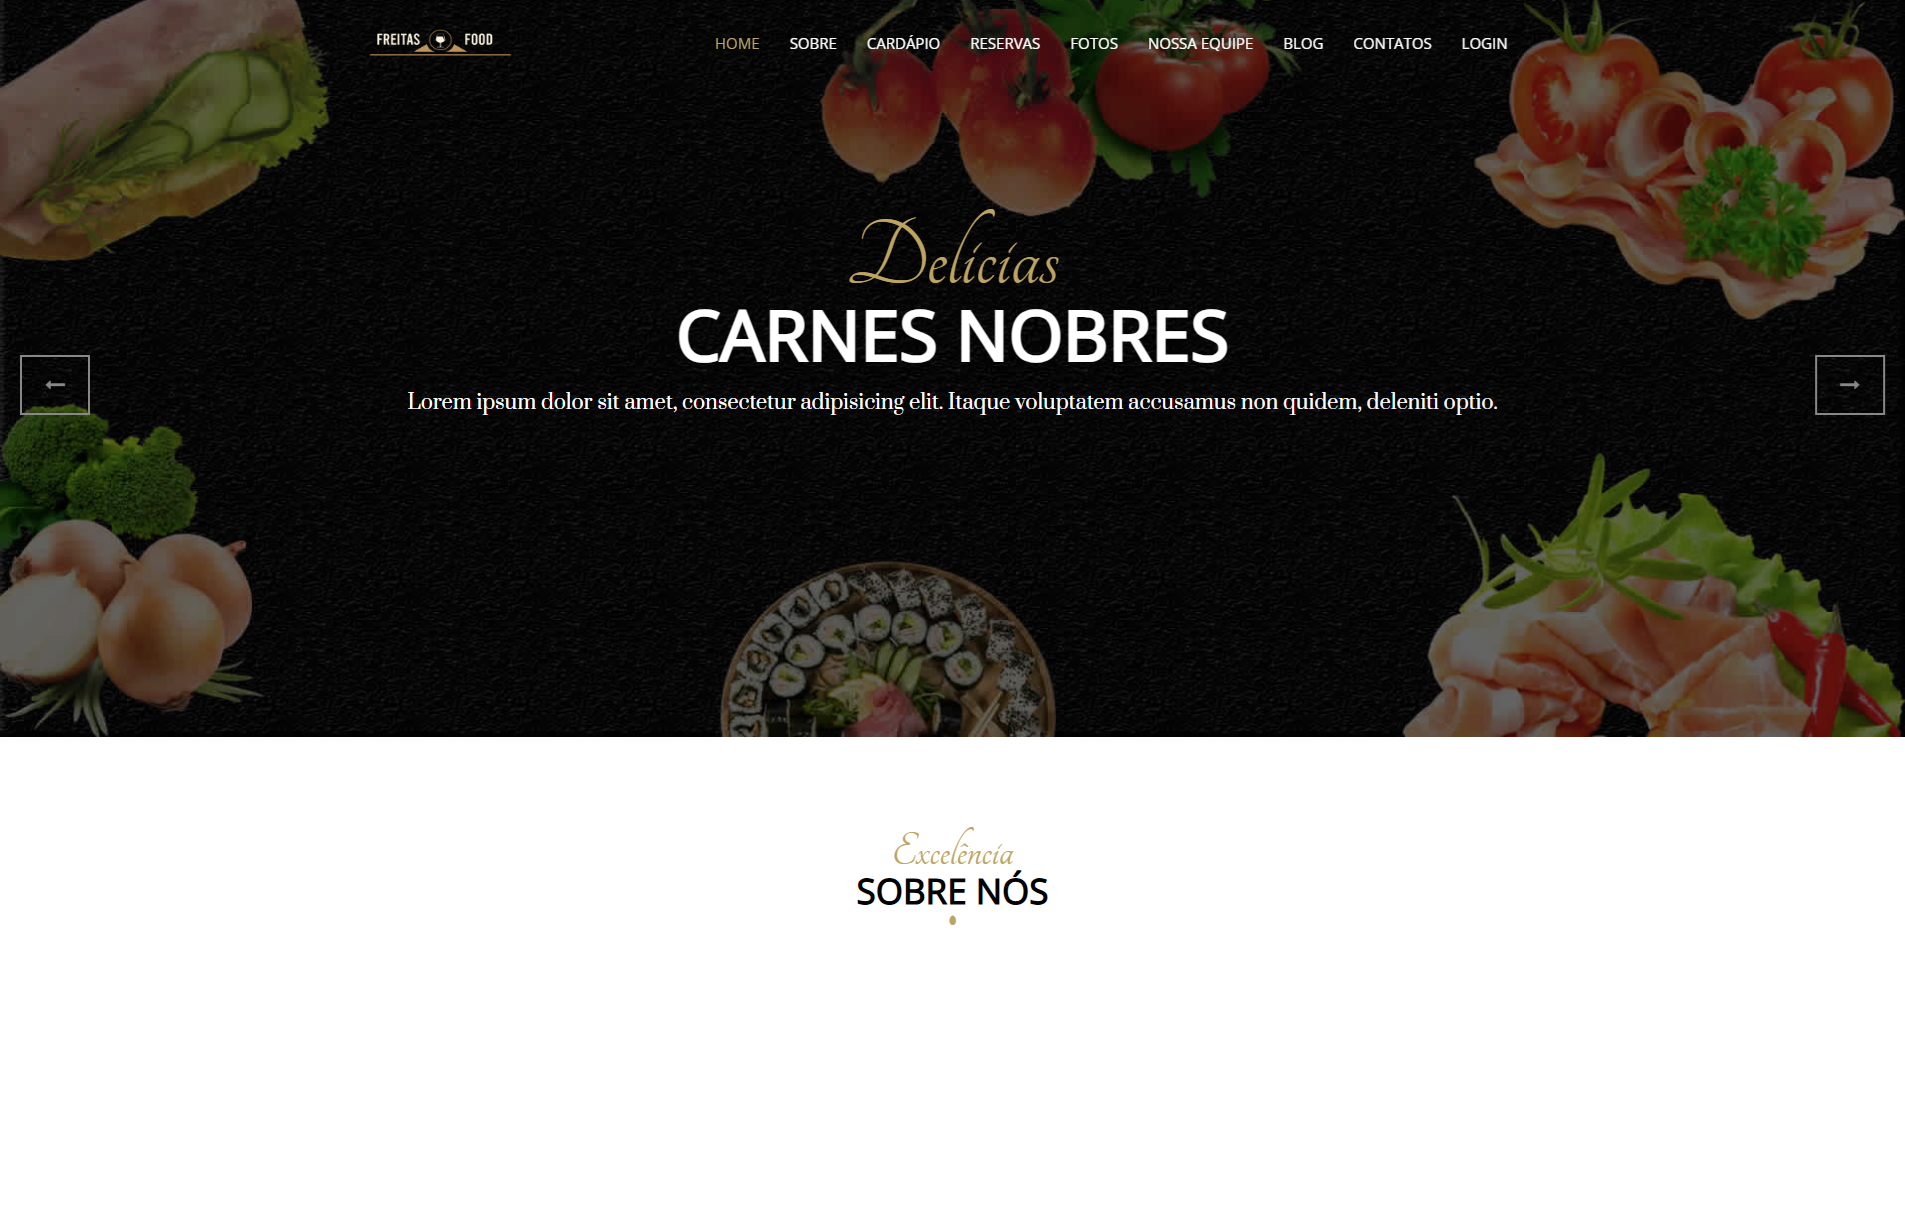 FREITAS FOOD
HOME SOBRE CARDÁPIO RESERVAS FOTOS NOSSA EQUIPE BLOG CONTATOS LOGIN
Delícias
CARNES NOBRES
Lorem ipsum dolor sit amet, consectetur adipisicing elit. Itaque voluptatem accusamus non quidem, deleniti optio.
Excelência
SOBRE NÓS